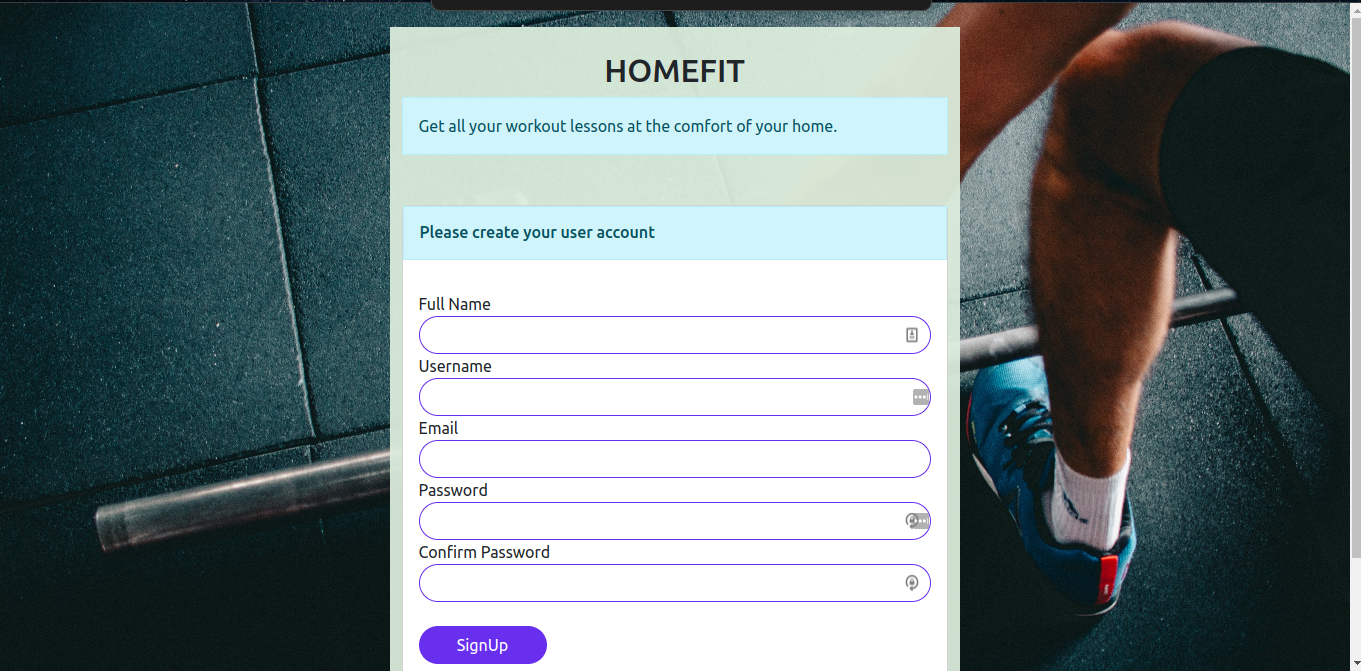 HOMEFIT
Get all your workout lessons at the comfort of your home.
Please create your user account
Full Name
Username
Email
Password
Confirm Password
SignUp